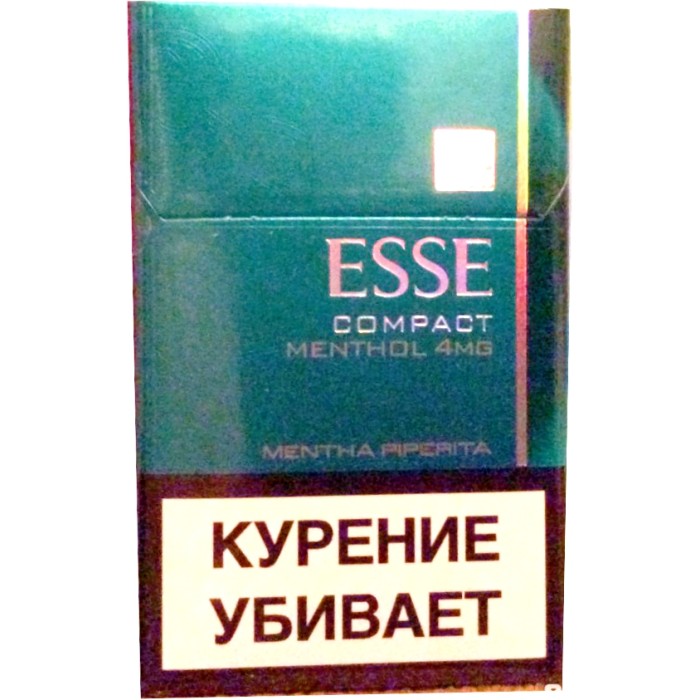 ESSE
COMPACT
MENTHOL 4MG
MENTHA PIPERITA
КУРЕНИЕ
УБИВАЕТ